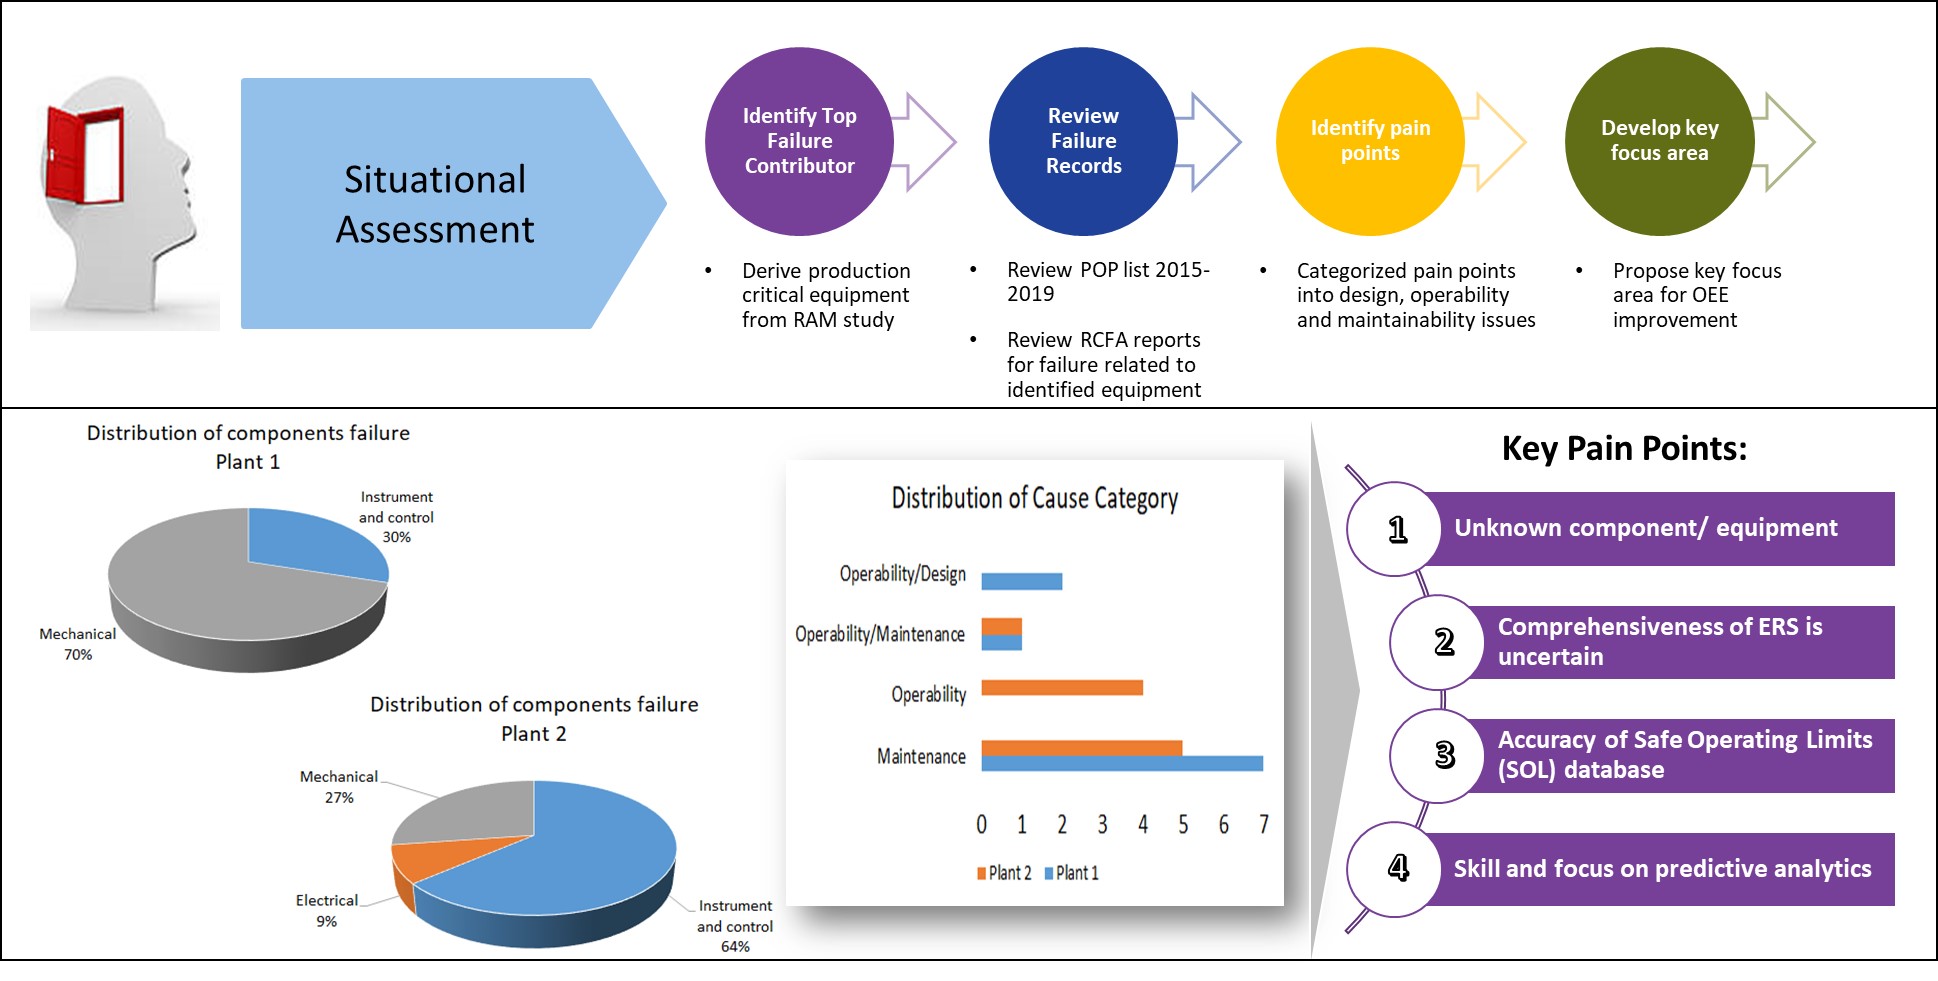 Situational
Assessment
Identify Top
Failure
Contributor
Review
Failure
Records
Identify pain
points
Develop key
focus area
• Derive production
critical equipment
from RAM study
• Review POP list 2015-
2019
• Review RCFA reports
for failure related to
identified equipment
• Categorized pain points
into design, operability
and maintainability issues
• Propose key focus
area for OEE
improvement
Distribution of components failure
Plant 1
Instrument
and control
30%
Mechanical
70%
Distribution of components failure
Plant 2
Mechanical
27%
Electrical
9%
Instrument
and control
64%
Distribution of Cause Category
Operability/Design
Operability/Maintenance
Operability
Maintenance
0 1 2 3 4 5 6 7
Plant 2 Plant 1
Key Pain Points:
1 Unknown component/ equipment
2 Comprehensiveness of ERS is
uncertain
3 Accuracy of Safe Operating Limits
(SOL) database
4 Skill and focus on predictive analytics